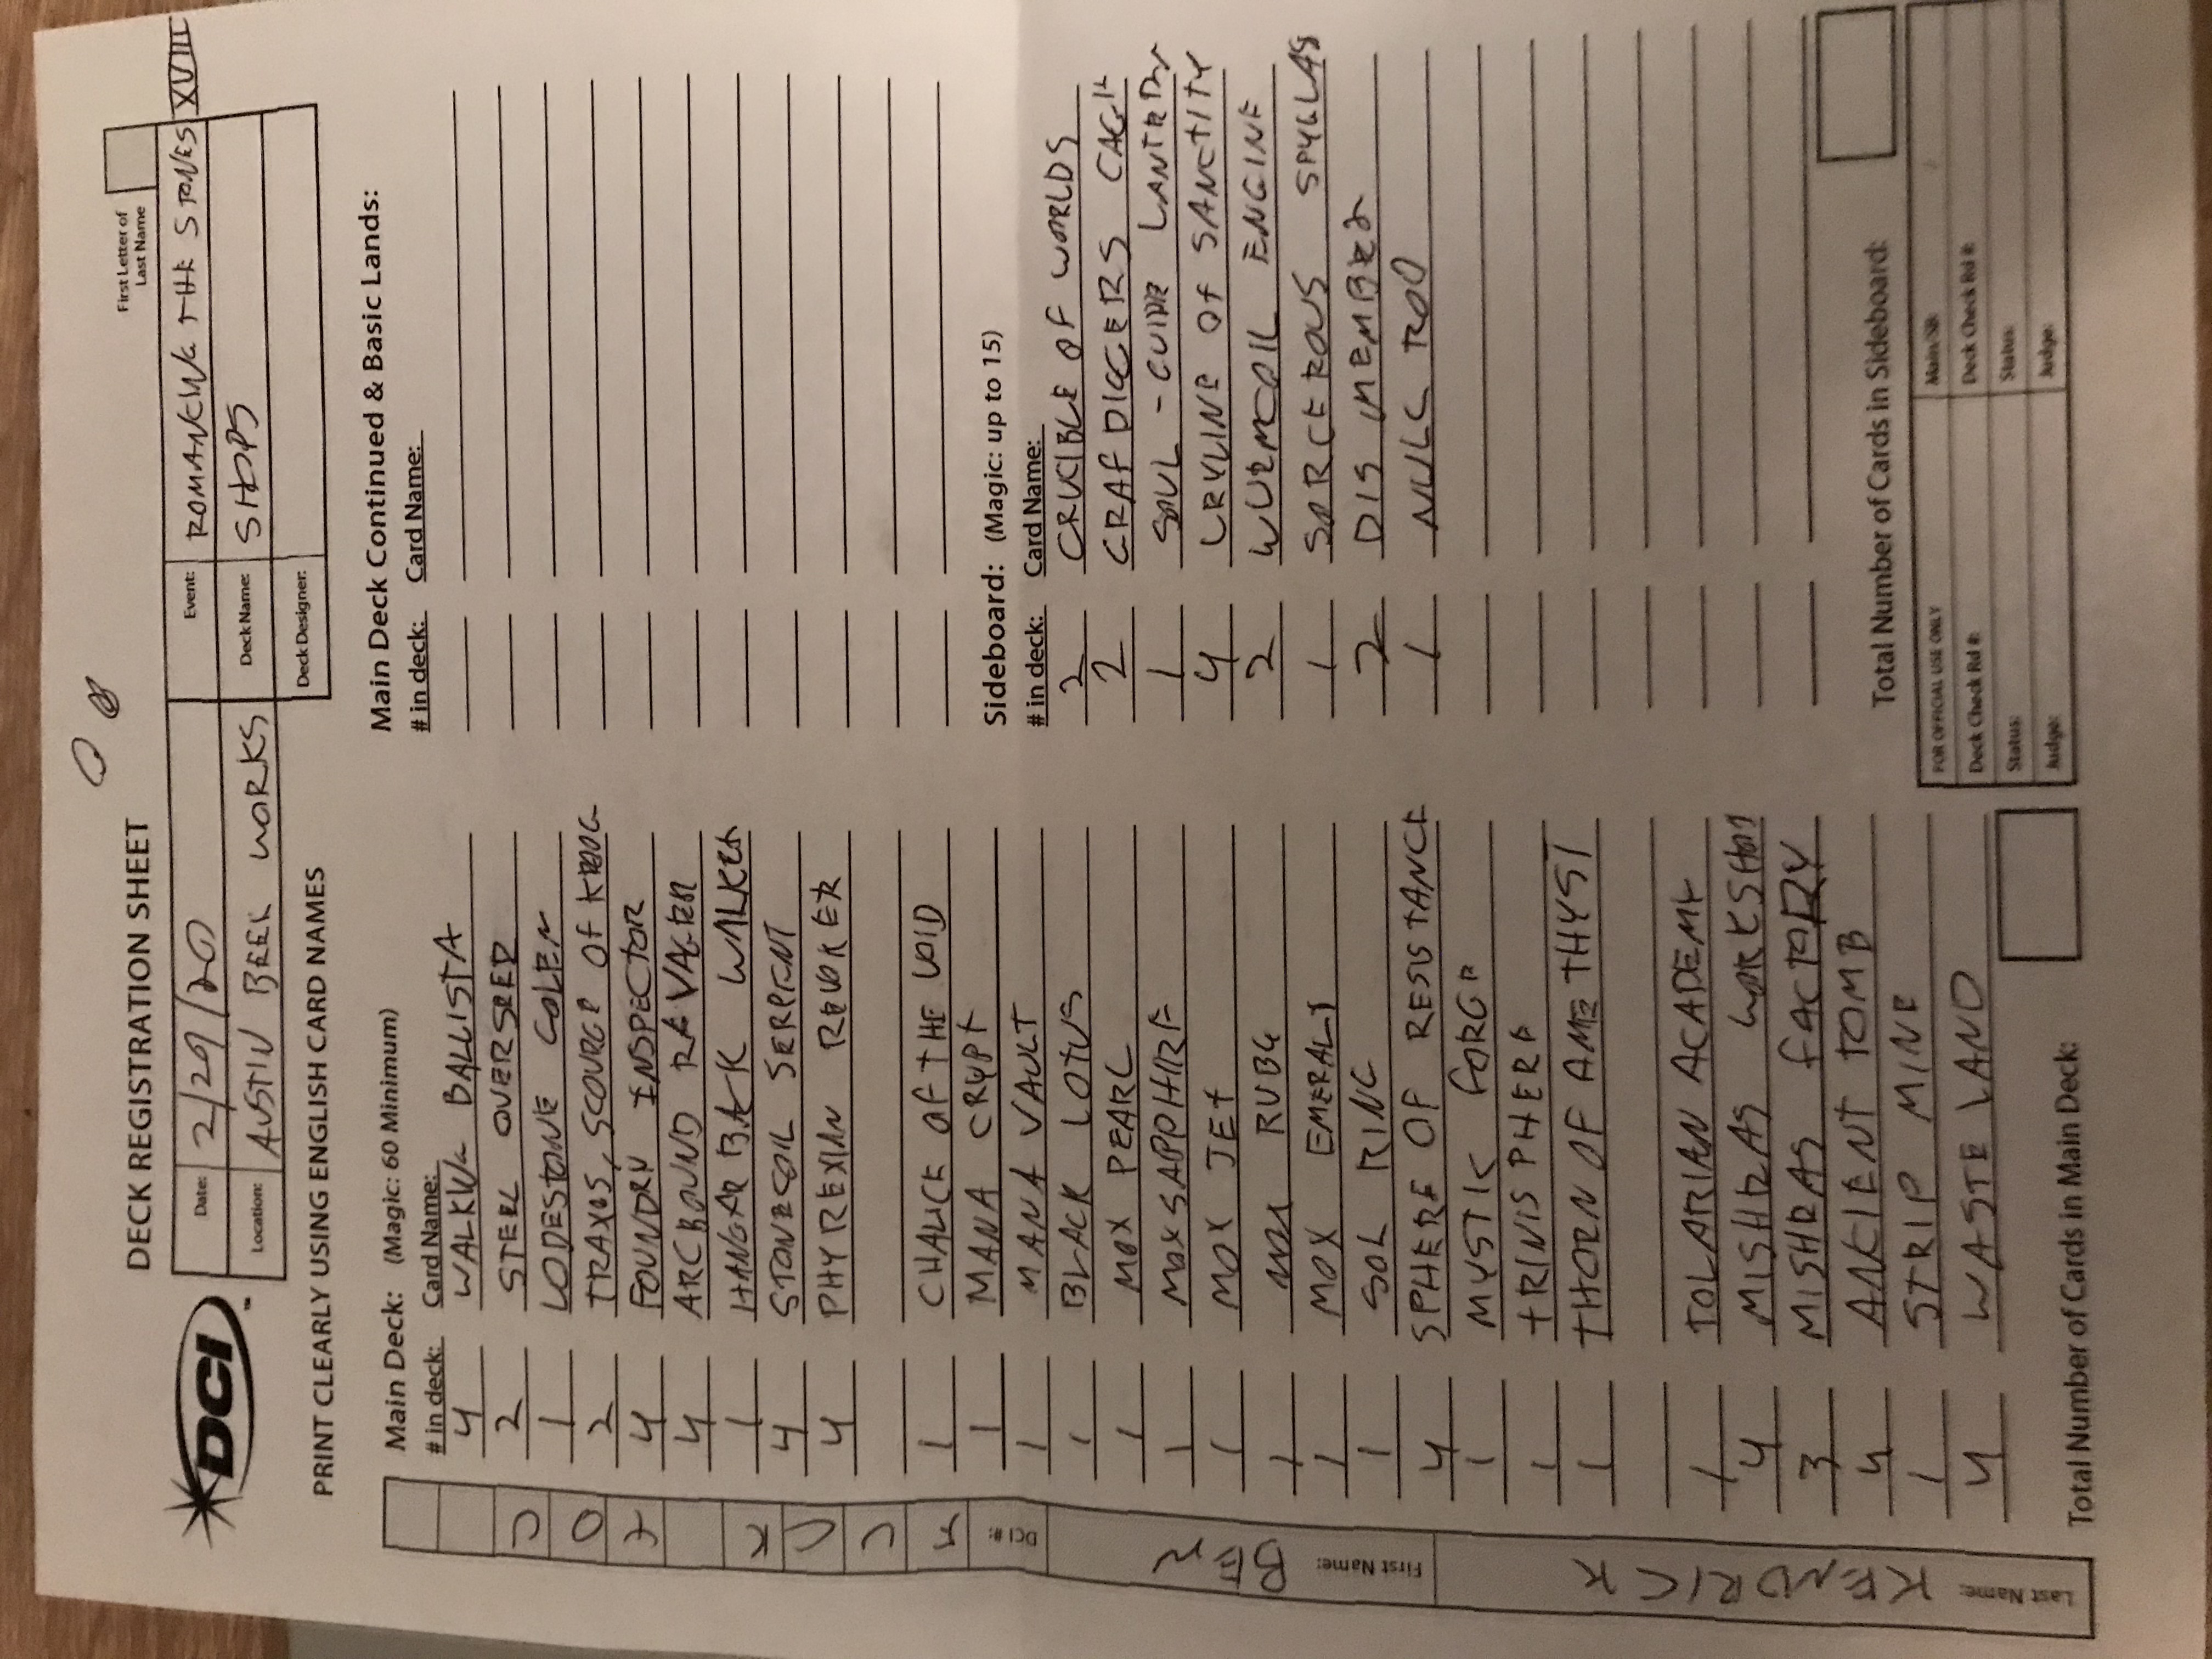 DECK REGISTRATION SHEET
First Letter of
Last Name
DCI
Date: 2/29/20
Event: ROMANCING THE STONES XVIII
Location: AUSTIN BEER WORKS
Deck Name: SHOPS
Deck Designer:
PRINT CLEARLY USING ENGLISH CARD NAMES
Last Name: KENDRICK First Name: BEN DCI #: FUCK YOU
Main Deck: (Magic: 60 Minimum)
# in deck: Card Name:
4 WALKING BALLISTA
2 STEEL OVERSEER
1 LODESTONE GOLEM
2 TRAXOS, SCOURGE OF KROOG
4 FOUNDRY INSPECTOR
4 ARCBOUND RAVAGER
1 HANGAR BACK WALKER
4 STONECOIL SERPENT
4 PHYREXIAN REVOKER
1 CHALICE OF THE VOID
1 MANA CRYPT
1 MANA VAULT
1 BLACK LOTUS
1 MOX PEARL
1 MOX SAPPHIRE
1 MOX JET
1 MOX RUBY
1 MOX EMERALD
1 SOL RING
4 SPHERE OF RESISTANCE
1 MYSTIC FORGE
1 TRINISPHERE
1 THORN OF AMETHYST
1 TOLARIAN ACADEMY
4 MISHRAS WORKSHOP
3 MISHRAS FACTORY
4 ANCIENT TOMB
1 STRIP MINE
4 WASTELAND
Total Number of Cards in Main Deck:
Main Deck Continued & Basic Lands:
# in deck: Card Name:
Sideboard: (Magic: up to 15)
# in deck: Card Name:
2 CRUCIBLE OF WORLDS
2 GRAFDIGGERS CAGE
1 SOUL-GUIDE LANTERN
4 LEYLINE OF SANCTITY
2 WURMCOIL ENGINE
1 SORCEROUS SPYGLAS
2 DISMEMBER
1 NULL ROD
Total Number of Cards in Sideboard:
FOR OFFICIAL USE ONLY Main/SB:
Deck Check Rd #: Deck Check Rd #:
Status: Status:
Judge: Judge: